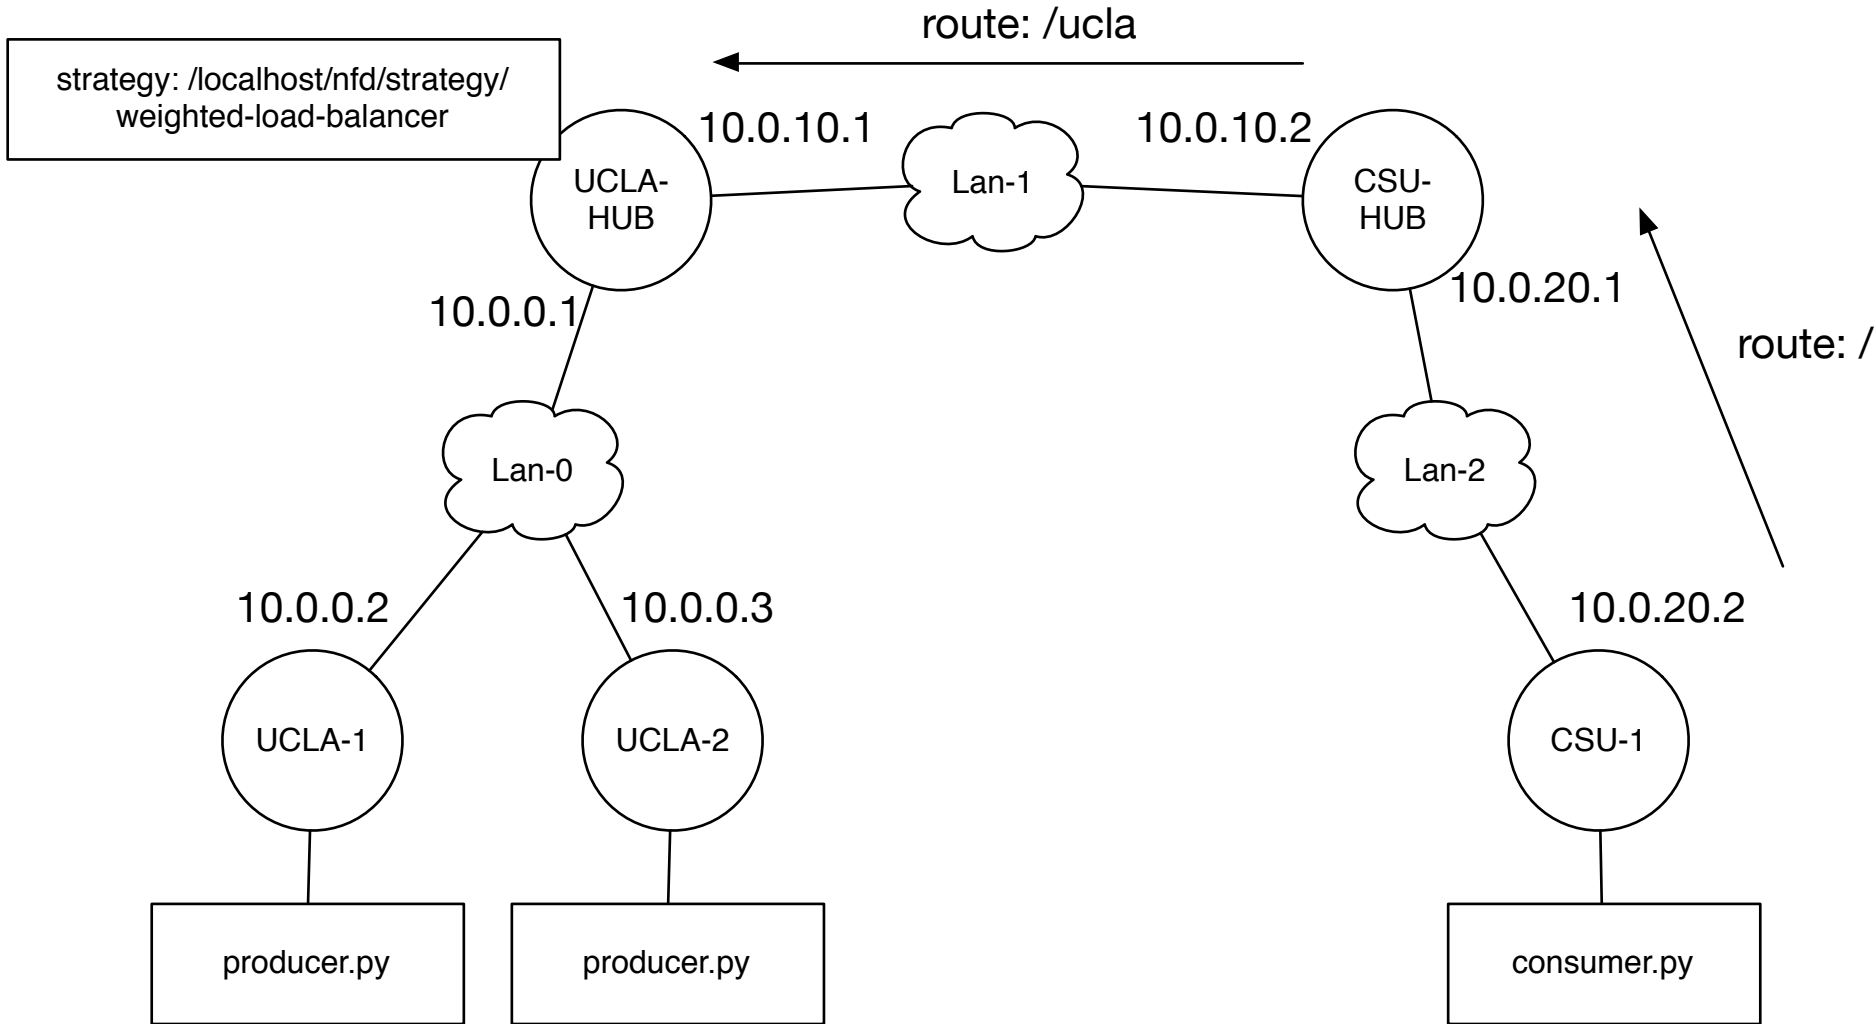 route: /ucla
strategy: /localhost/nfd/strategy/
weighted-load-balancer
10.0.10.1
10.0.10.2
UCLA-
HUB
Lan-1
CSU-
HUB
10.0.0.1
10.0.20.1
route: /
Lan-0
Lan-2
10.0.0.2
10.0.0.3
10.0.20.2
UCLA-1
UCLA-2
CSU-1
producer.py
producer.py
consumer.py